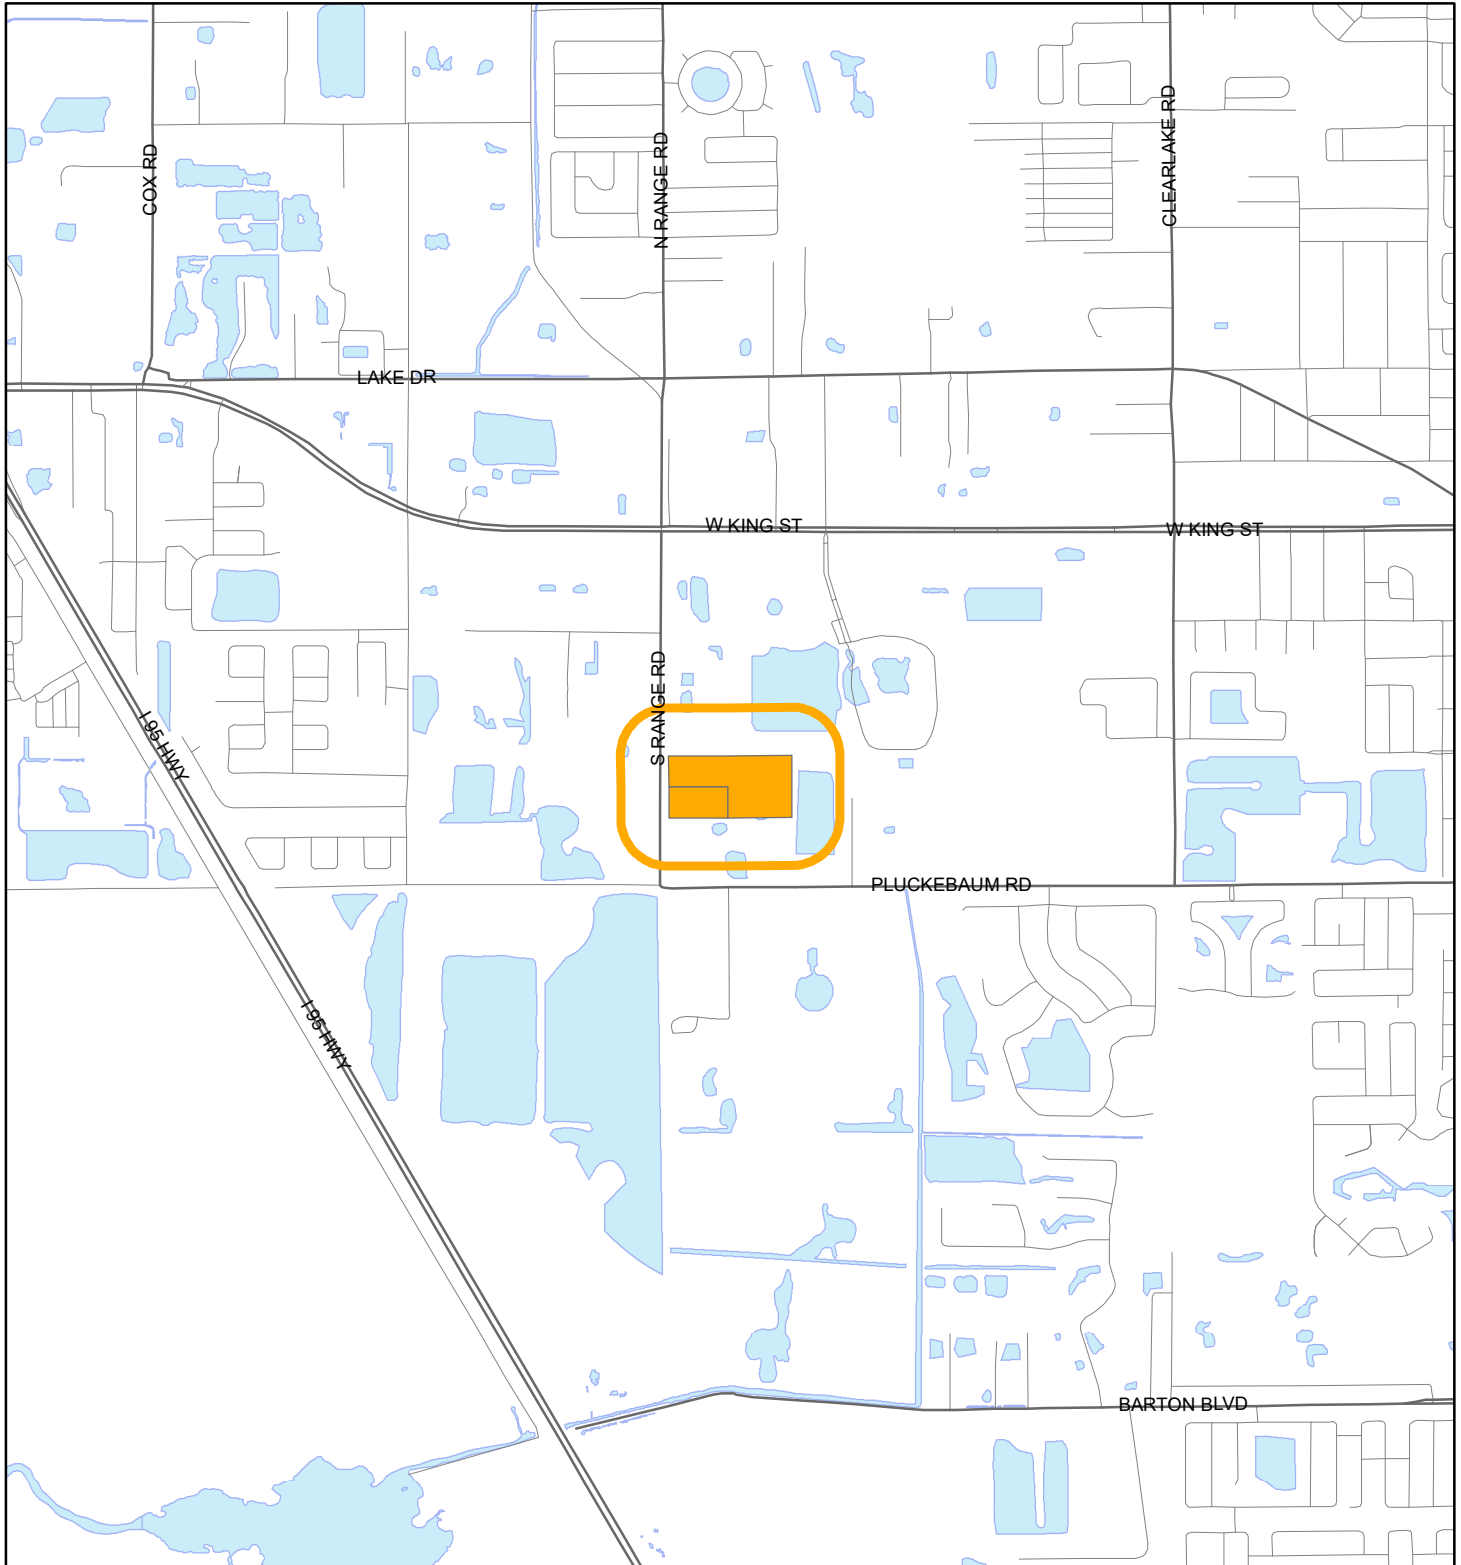 COX RD
N RANGE RD
CLEARLAKE RD
LAKE DR
W KING ST
W KING ST
S RANGE RD
I 95 HWY
PLUCKEBAUM RD
I 95 HWY
BARTON BLVD